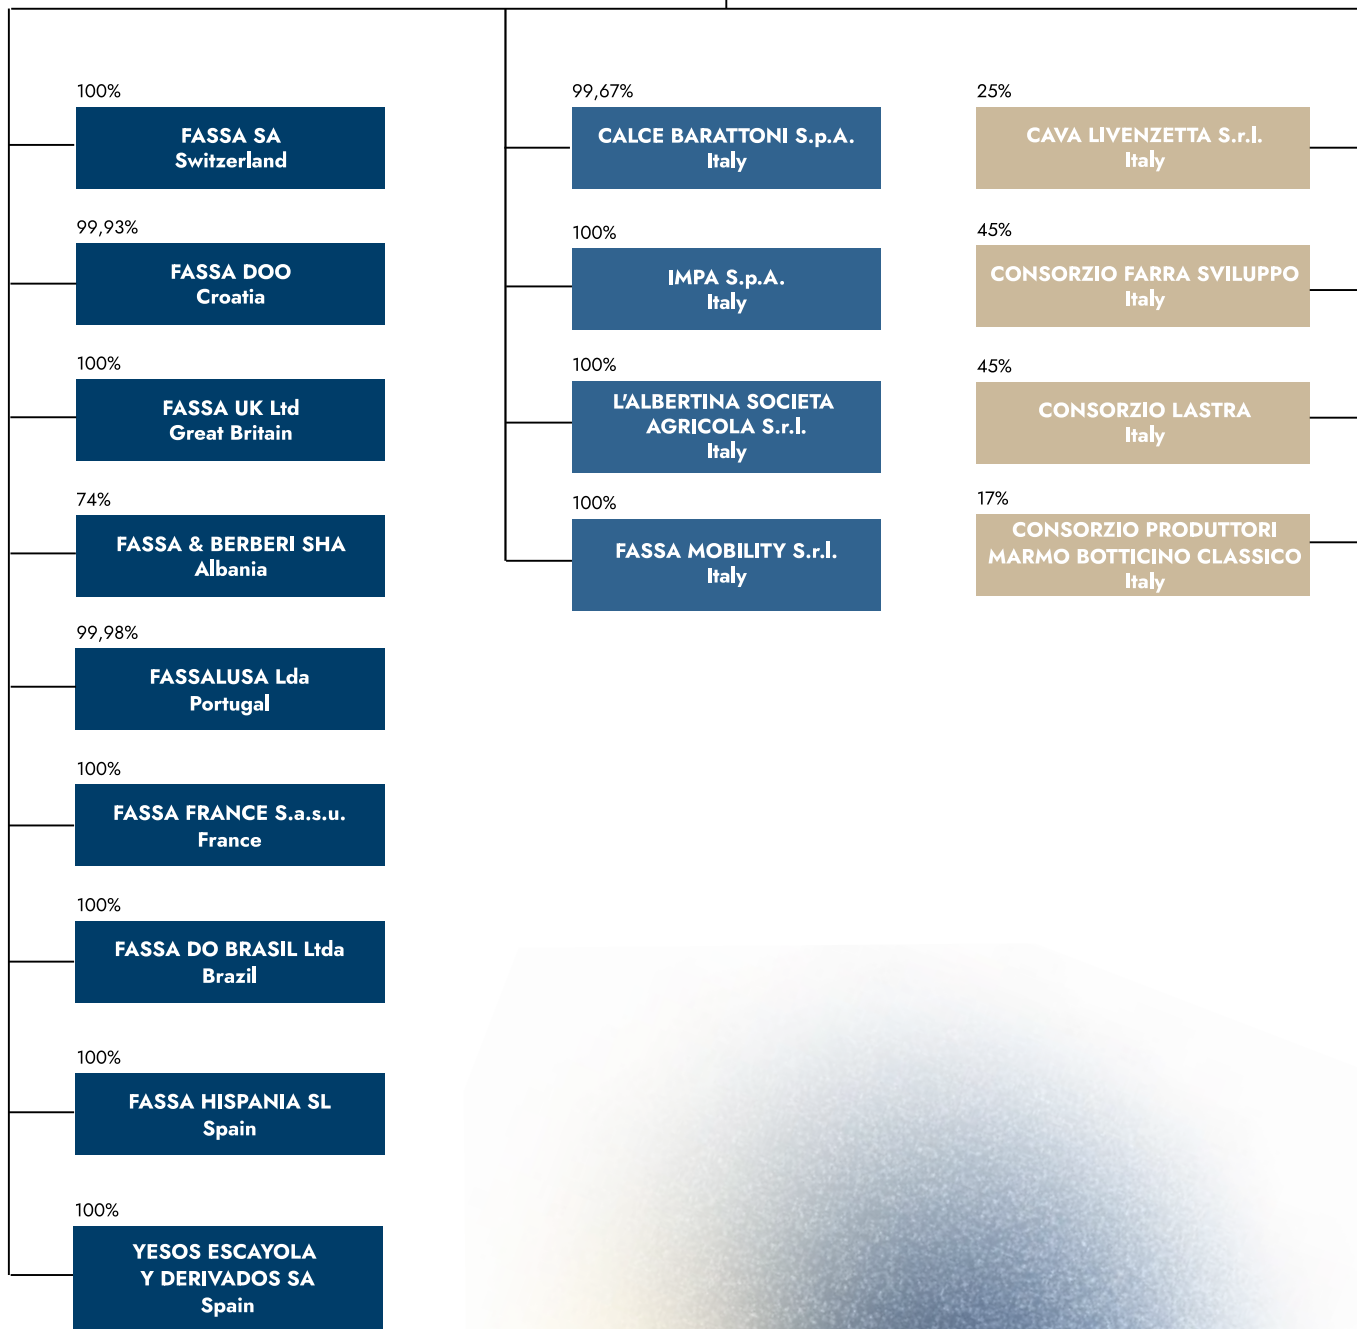 100%
FASSA SA
Switzerland
99,93%
FASSA DOO
Croatia
100%
FASSA UK Ltd
Great Britain
74%
FASSA & BERBERI SHA
Albania
99,98%
FASSALUSA Lda
Portugal
100%
FASSA FRANCE S.a.s.u.
France
100%
FASSA DO BRASIL Ltda
Brazil
100%
FASSA HISPANIA SL
Spain
100%
YESOS ESCAYOLA
Y DERIVADOS SA
Spain
99,67%
CALCE BARATTONI S.p.A.
Italy
100%
IMPA S.p.A.
Italy
100%
L'ALBERTINA SOCIETA
AGRICOLA S.r.l.
Italy
100%
FASSA MOBILITY S.r.l.
Italy
25%
CAVA LIVENZETTA S.r.l.
Italy
45%
CONSORZIO FARRA SVILUPPO
Italy
45%
CONSORZIO LASTRA
Italy
17%
CONSORZIO PRODUTTORI
MARMO BOTTICINO CLASSICO
Italy